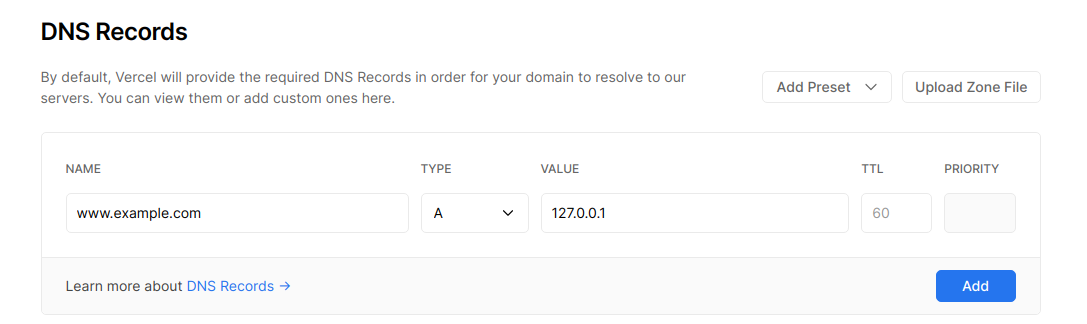 DNS Records
By default, Vercel will provide the required DNS Records in order for your domain to resolve to our
servers. You can view them or add custom ones here.
Add Preset
Upload Zone File
NAME
TYPE
VALUE
TTL
PRIORITY
www.example.com
A
127.0.0.1
60
Learn more about DNS Records →
Add